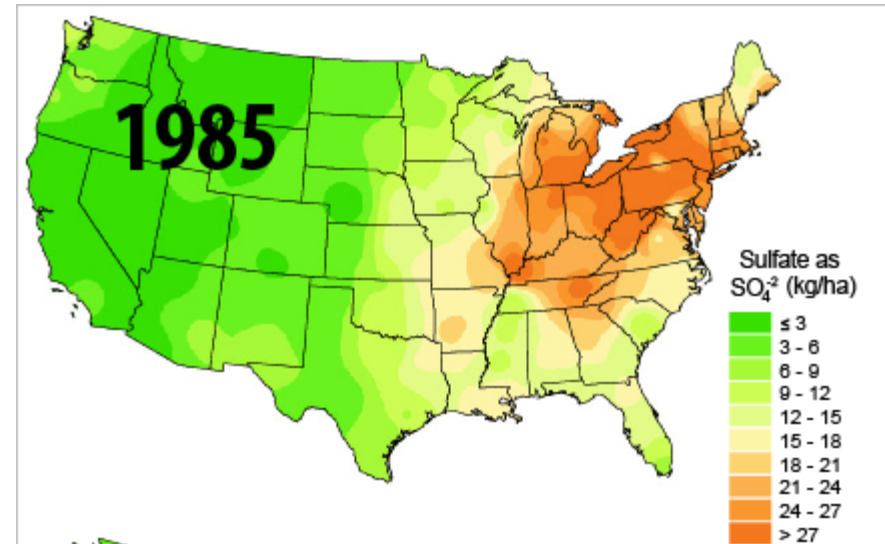 1985
Sulfate as
SO₄⁻² (kg/ha)
≤ 3
3 - 6
6 - 9
9 - 12
12 - 15
15 - 18
18 - 21
21 - 24
24 - 27
> 27